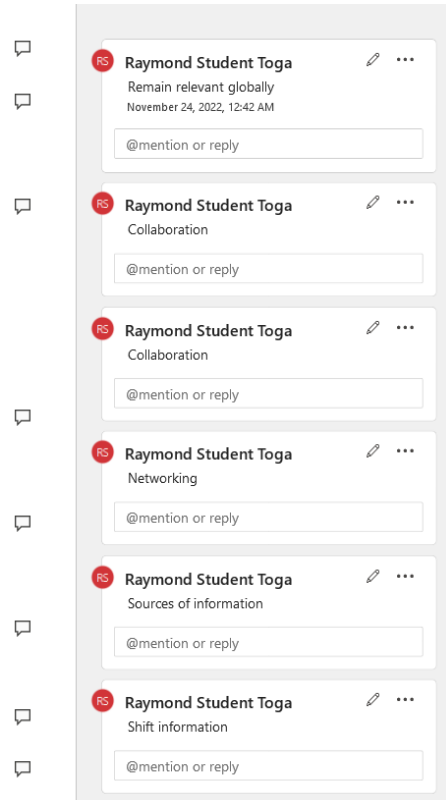 RS Raymond Student Toga
Remain relevant globally
November 24, 2022, 12:42 AM
@mention or reply
RS Raymond Student Toga
Collaboration
@mention or reply
RS Raymond Student Toga
Collaboration
@mention or reply
RS Raymond Student Toga
Networking
@mention or reply
RS Raymond Student Toga
Sources of information
@mention or reply
RS Raymond Student Toga
Shift information
@mention or reply